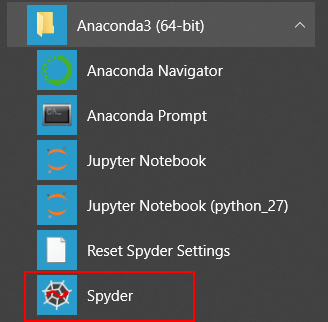 Anaconda3 (64-bit)
Anaconda Navigator
Anaconda Prompt
Jupyter Notebook
Jupyter Notebook (python_27)
Reset Spyder Settings
Spyder